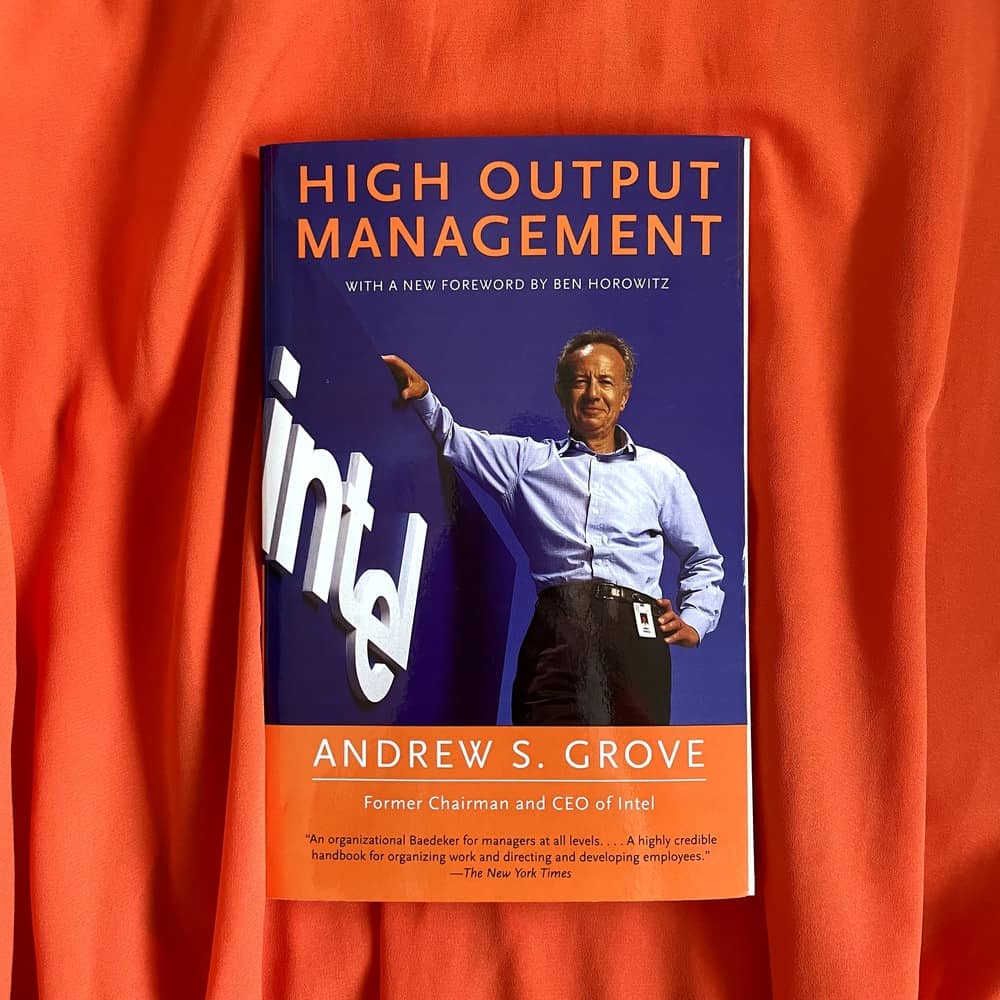 HIGH OUTPUT
MANAGEMENT
WITH A NEW FOREWORD BY BEN HOROWITZ
intel
ANDREW S. GROVE
Former Chairman and CEO of Intel
"An organizational Baedeker for managers at all levels. . . . A highly credible
handbook for organizing work and directing and developing employees."
—The New York Times